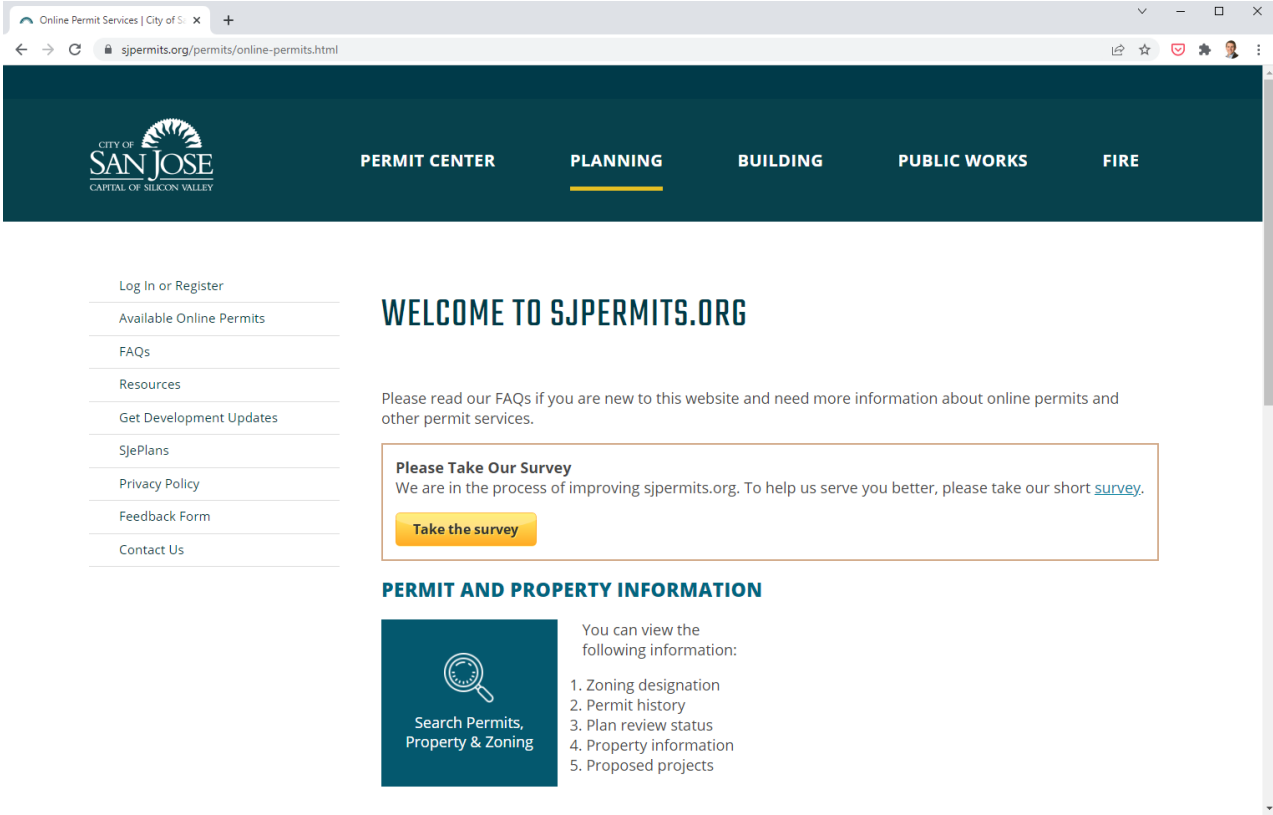 Online Permit Services | City of Sa
sjpermits.org/permits/online-permits.html
CITY OF
SAN JOSE
CAPITAL OF SILICON VALLEY
PERMIT CENTER PLANNING BUILDING PUBLIC WORKS FIRE
Log In or Register
Available Online Permits
FAQs
Resources
Get Development Updates
SJePlans
Privacy Policy
Feedback Form
Contact Us
WELCOME TO SJPERMITS.ORG
Please read our FAQs if you are new to this website and need more information about online permits and
other permit services.
Please Take Our Survey
We are in the process of improving sjpermits.org. To help us serve you better, please take our short survey.
Take the survey
PERMIT AND PROPERTY INFORMATION
Search Permits,
Property & Zoning
You can view the
following information:
1. Zoning designation
2. Permit history
3. Plan review status
4. Property information
5. Proposed projects